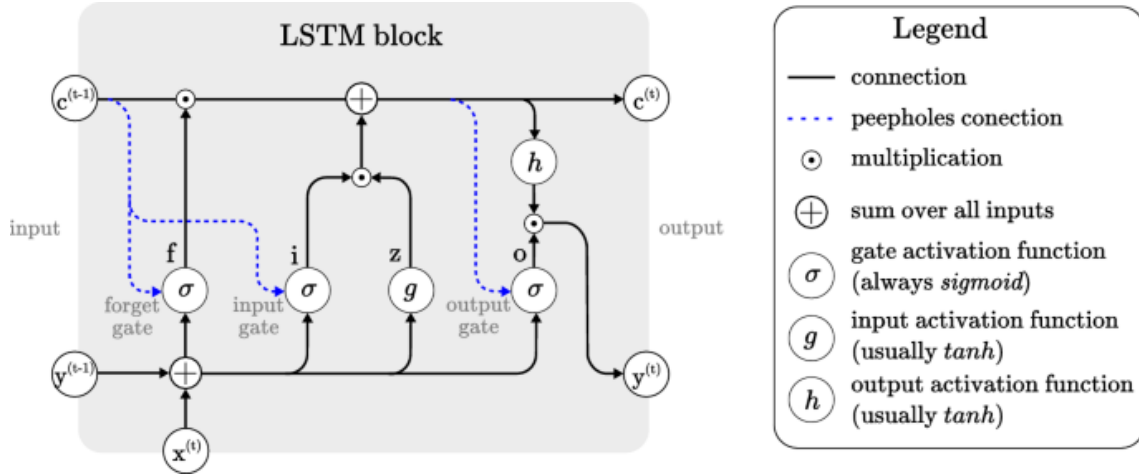 LSTM block
c(t-1)
c(t)
h
input
output
f
i
z
o
σ
σ
g
σ
forget
gate
input
gate
output
gate
y(t-1)
y(t)
x(t)
Legend
connection
peepholes conection
multiplication
sum over all inputs
σ
gate activation function
(always sigmoid)
g
input activation function
(usually tanh)
h
output activation function
(usually tanh)